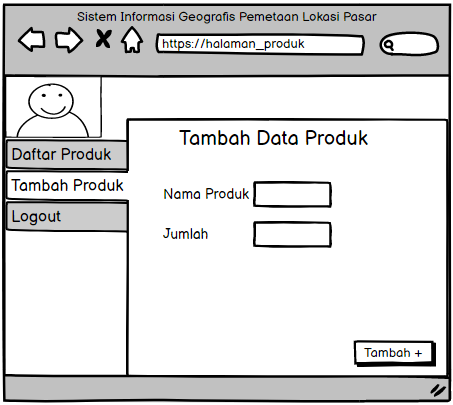 Sistem Informasi Geografis Pemetaan Lokasi Pasar
https://halaman_produk
Daftar Produk
Tambah Produk
Logout
Tambah Data Produk
Nama Produk
Jumlah
Tambah +